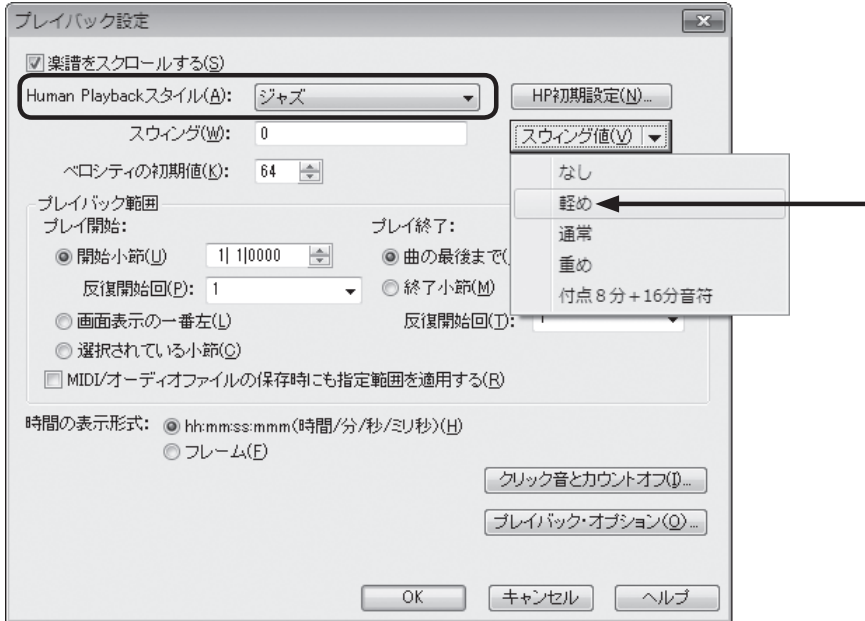 プレイバック設定
楽譜をスクロールする(S)
Human Playbackスタイル(A): ジャズ HP初期設定(N)...
スウィング(W): 0 スウィング値(V)
なし
軽め
通常
重め
付点8分+16分音符
ベロシティの初期値(K): 64
プレイバック範囲
プレイ開始: プレイ終了:
開始小節(U) 1| 1|0000 曲の最後まで(
反復開始回(P): 1 終了小節(M)
画面表示の一番左(L) 反復開始回(T): 1
選択されている小節(C)
MIDI/オーディオファイルの保存時にも指定範囲を適用する(R)
時間の表示形式: hh:mm:ss:mmm(時間/分/秒/ミリ秒)(H)
フレーム(F)
クリック音とカウントオフ(I)...
プレイバック・オプション(O)...
OK キャンセル ヘルプ